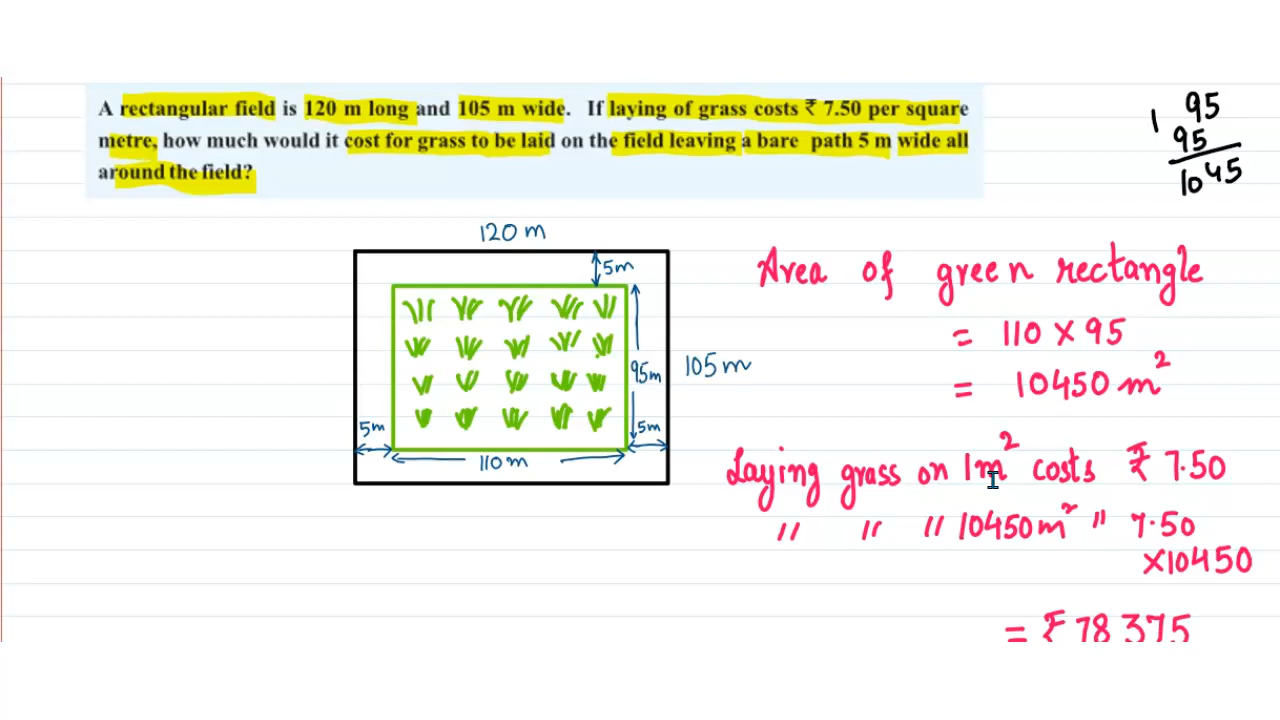 A rectangular field is 120 m long and 105 m wide. If laying of grass costs ₹ 7.50 per square
metre, how much would it cost for grass to be laid on the field leaving a bare path 5 m wide all
around the field?
1 95
95
1045
120 m
5m
95m
105 m
5m
5m
110 m
Area of green rectangle
= 110 × 95
= 10450 m²
Laying grass on 1m² costs ₹ 7.50
" " " 10450 m² " 7.50
×10450
= ₹ 78 375